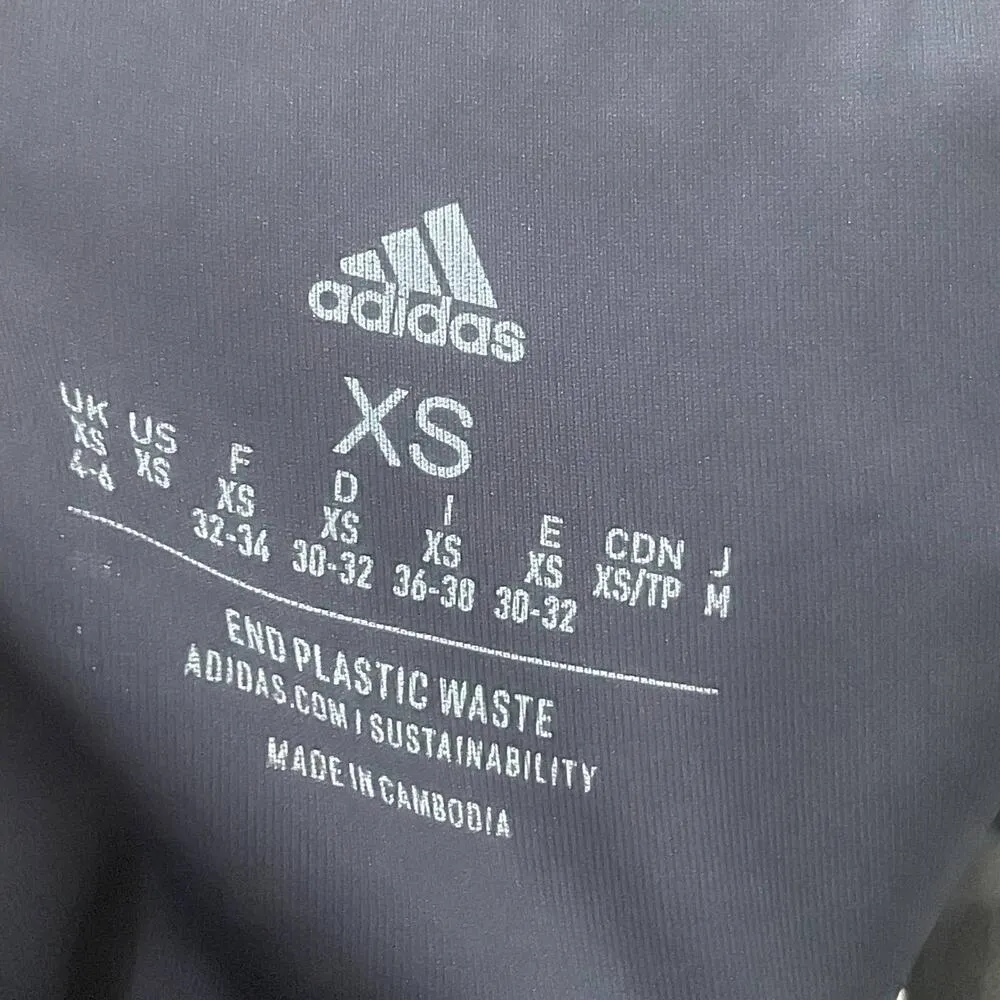 adidas
XS
UK US F D I E CDN J
XS XS XS XS XS XS XS/TP M
4-6 32-34 30-32 36-38 30-32
END PLASTIC WASTE
ADIDAS.COM | SUSTAINABILITY
MADE IN CAMBODIA